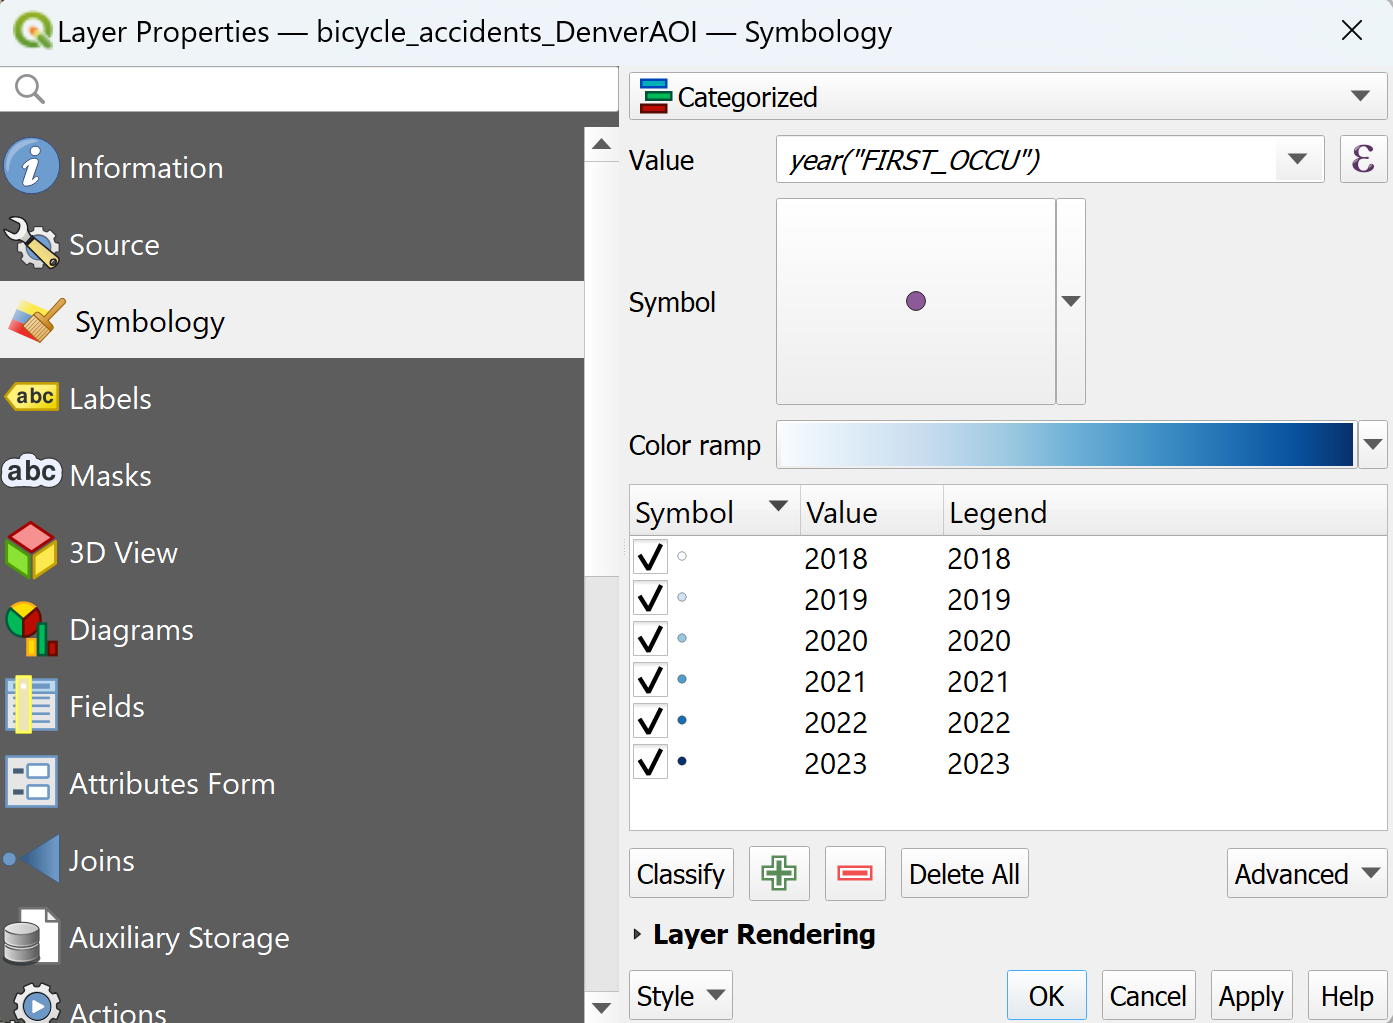 Layer Properties — bicycle_accidents_DenverAOI — Symbology
Information
Source
Symbology
abc Labels
abc Masks
3D View
Diagrams
Fields
Attributes Form
Joins
Auxiliary Storage
Actions
Categorized
Value year("FIRST_OCCU") ε
Symbol
Color ramp
Symbol Value Legend
2018 2018
2019 2019
2020 2020
2021 2021
2022 2022
2023 2023
Classify Delete All Advanced
Layer Rendering
Style OK Cancel Apply Help